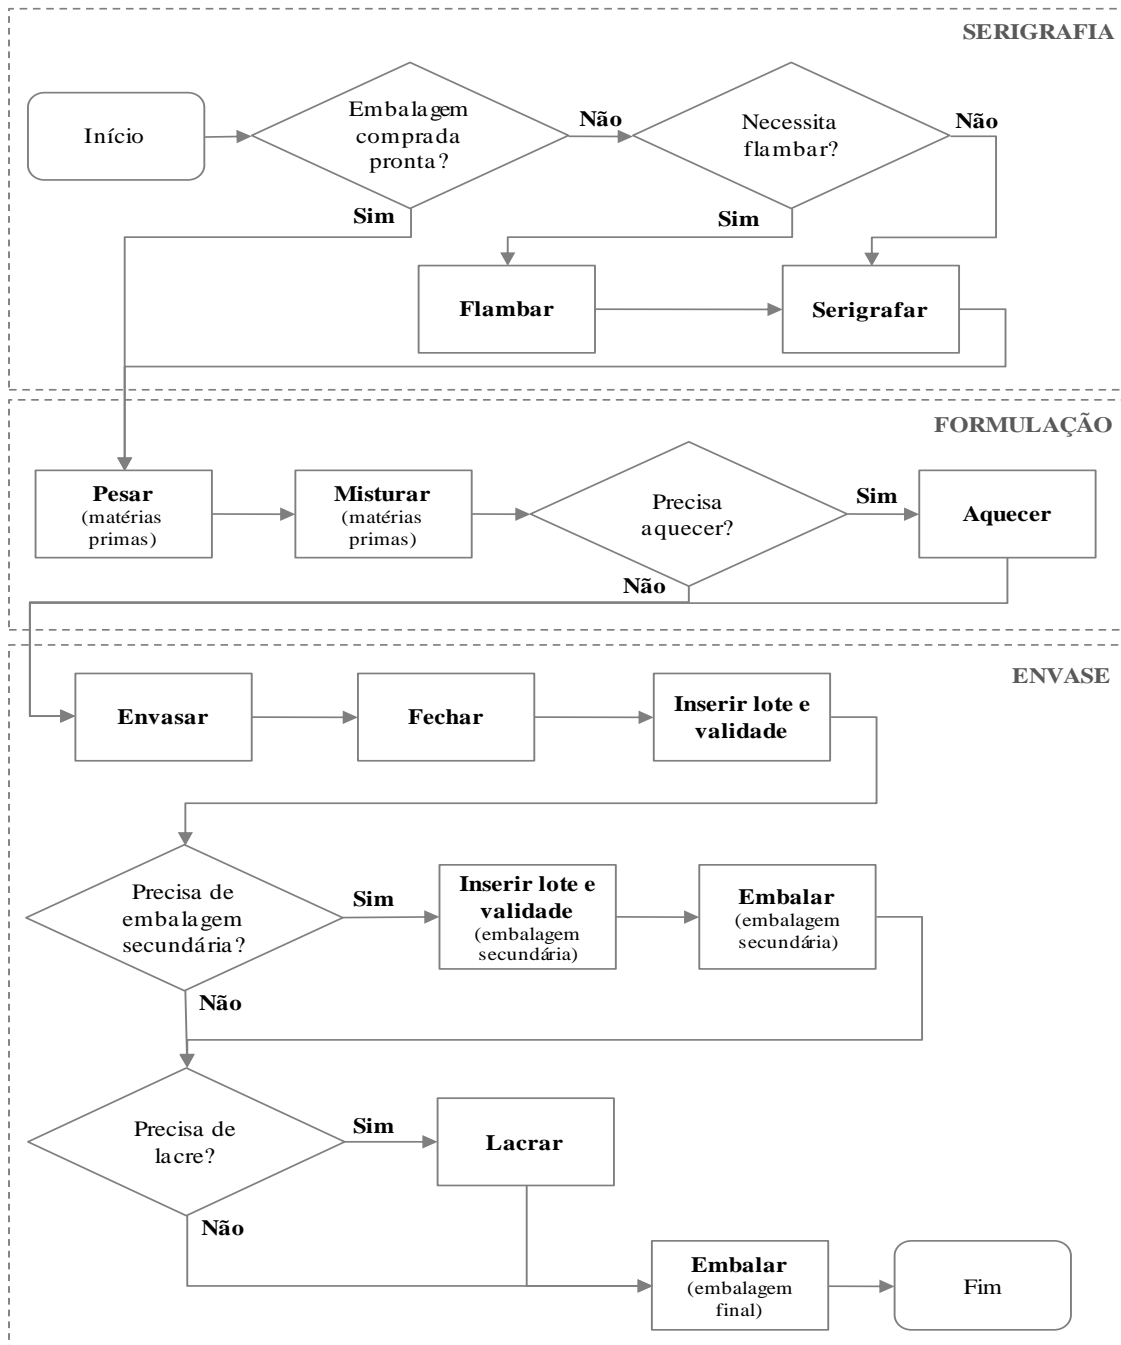 SERIGRAFIA
Início
Embalagem
comprada
pronta?
Não
Necessita
flambar?
Não
Sim
Sim
Flambar
Serigrafar
FORMULAÇÃO
Pesar
(matérias
primas)
Misturar
(matérias
primas)
Precisa
aquecer?
Sim
Aquecer
Não
ENVASE
Envasar
Fechar
Inserir lote e
validade
Precisa de
embalagem
secundária?
Sim
Inserir lote e
validade
(embalagem
secundária)
Embalar
(embalagem
secundária)
Não
Precisa de
lacre?
Sim
Lacrar
Não
Embalar
(embalagem
final)
Fim